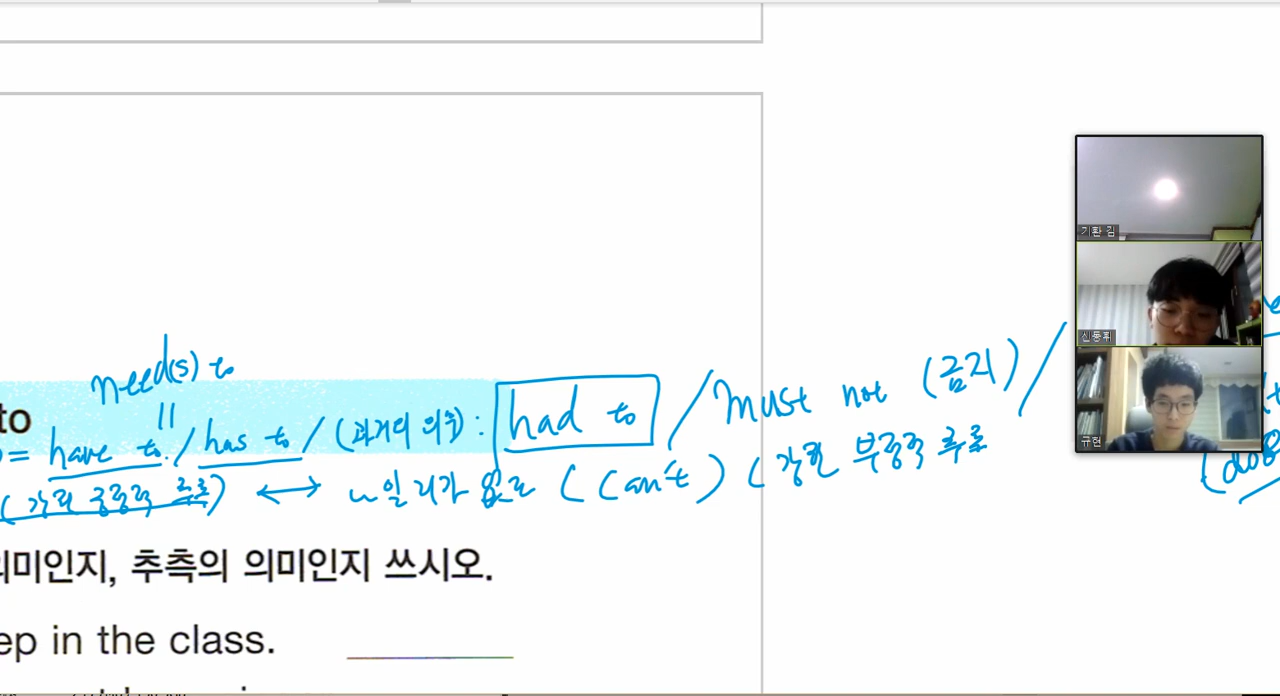 need(s) to
to
= have to / has to / (과거의 의무) : had to / must not (금지) /
(강한 긍정적 추측) ↔ ~일 리가 없다 (can't) (강한 부정적 추측
의미인지, 추측의 의미인지 쓰시오.
ep in the class.
기환 김
신동휘
규현